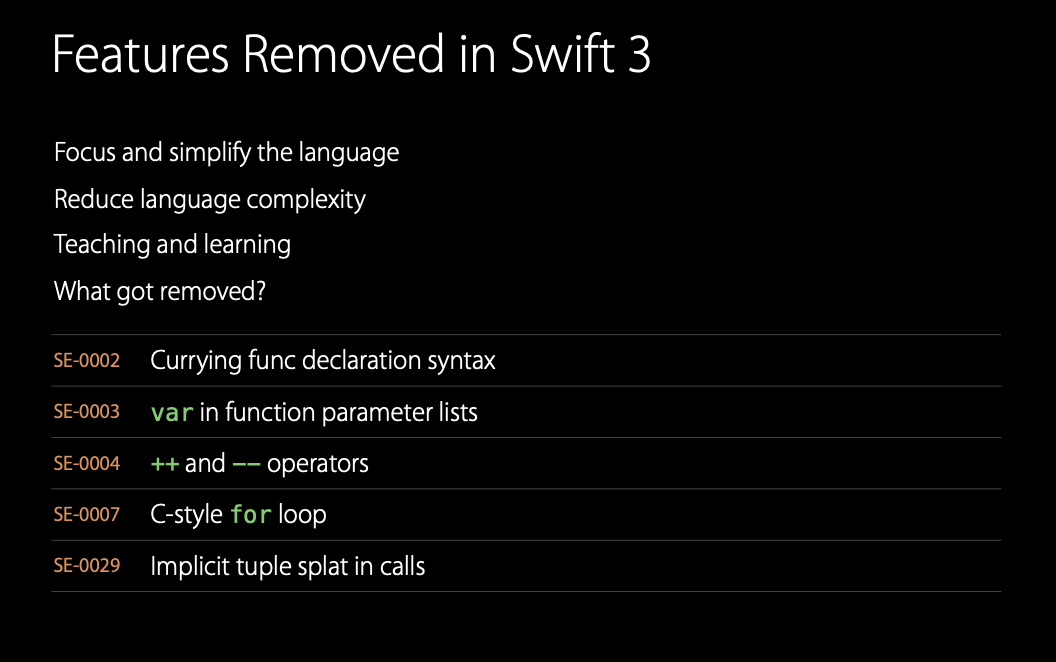 Features Removed in Swift 3
Focus and simplify the language
Reduce language complexity
Teaching and learning
What got removed?
SE-0002 Currying func declaration syntax
SE-0003 var in function parameter lists
SE-0004 ++ and -- operators
SE-0007 C-style for loop
SE-0029 Implicit tuple splat in calls